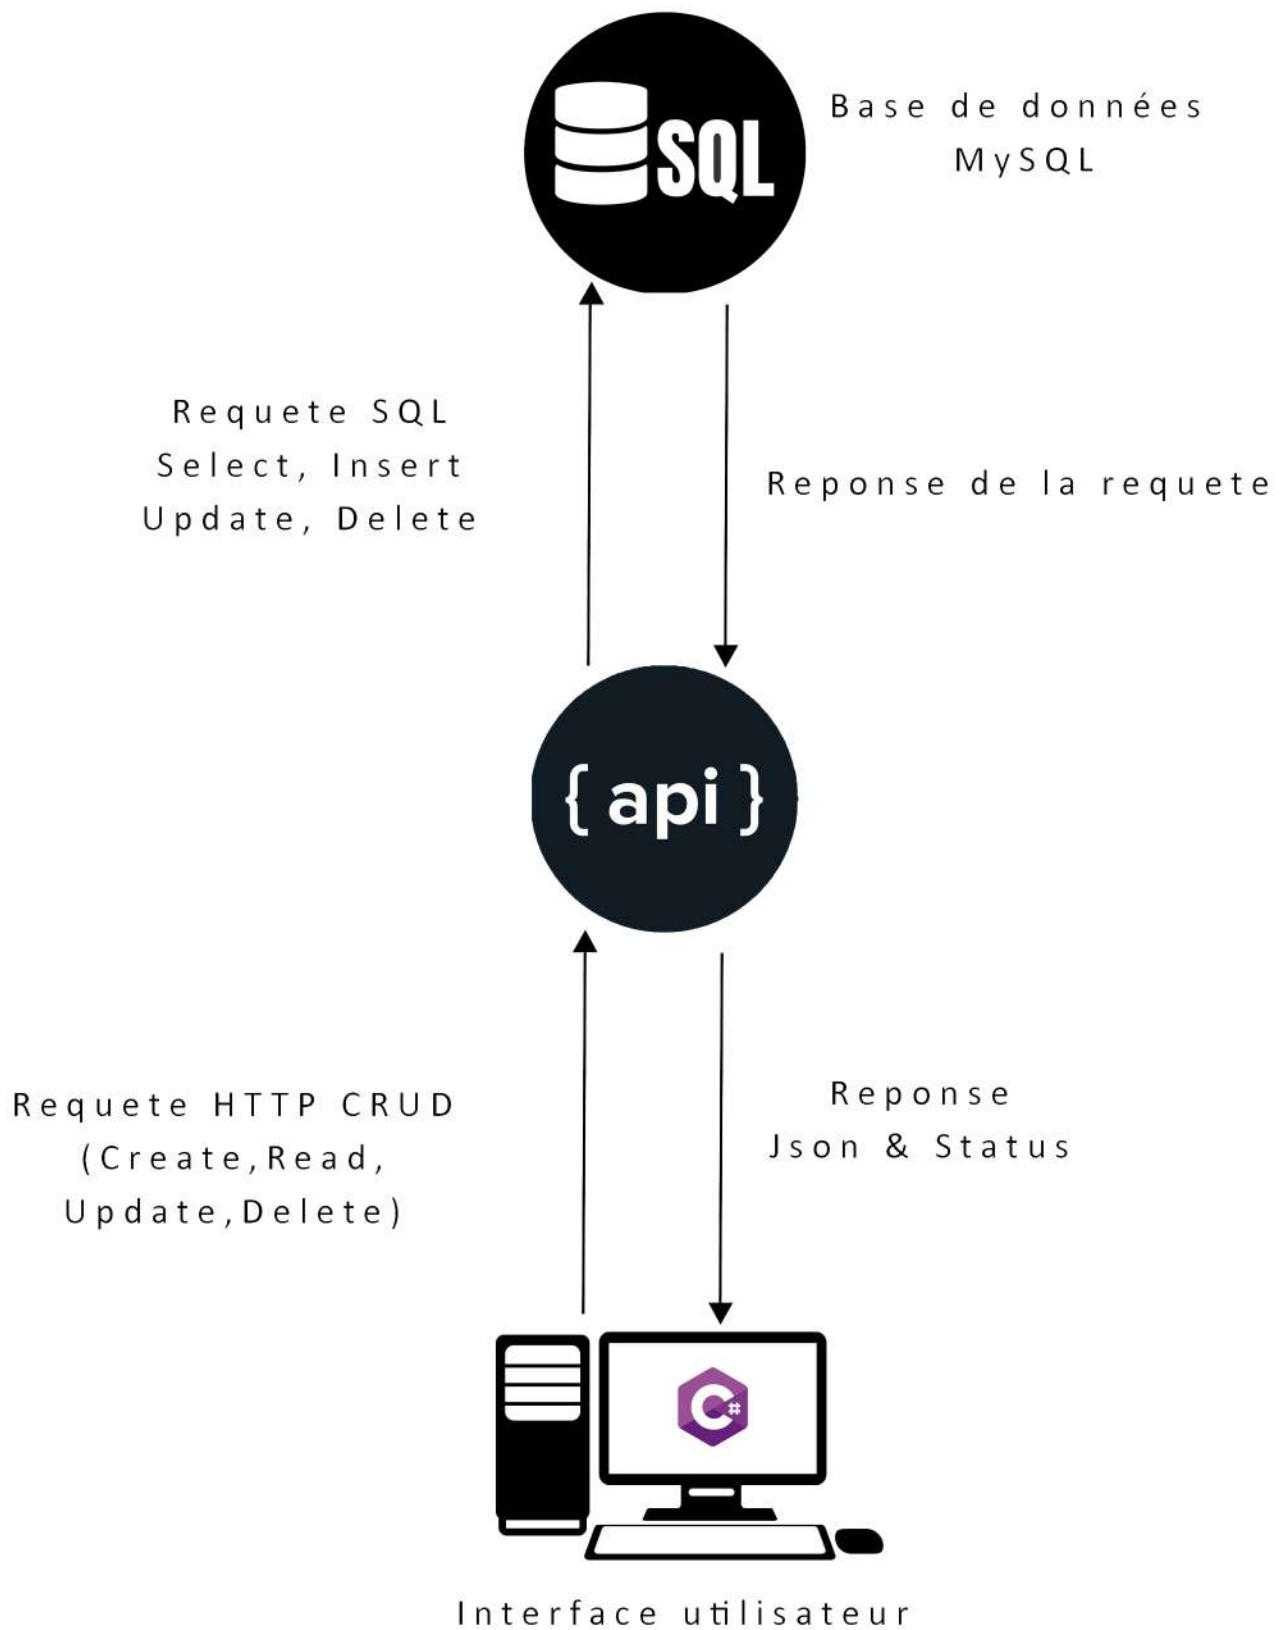 SQL
Base de données
MySQL
Requete SQL
Select, Insert
Update, Delete
Reponse de la requete
{ api }
Requete HTTP CRUD
(Create,Read,
Update,Delete)
Reponse
Json & Status
C#
Interface utilisateur